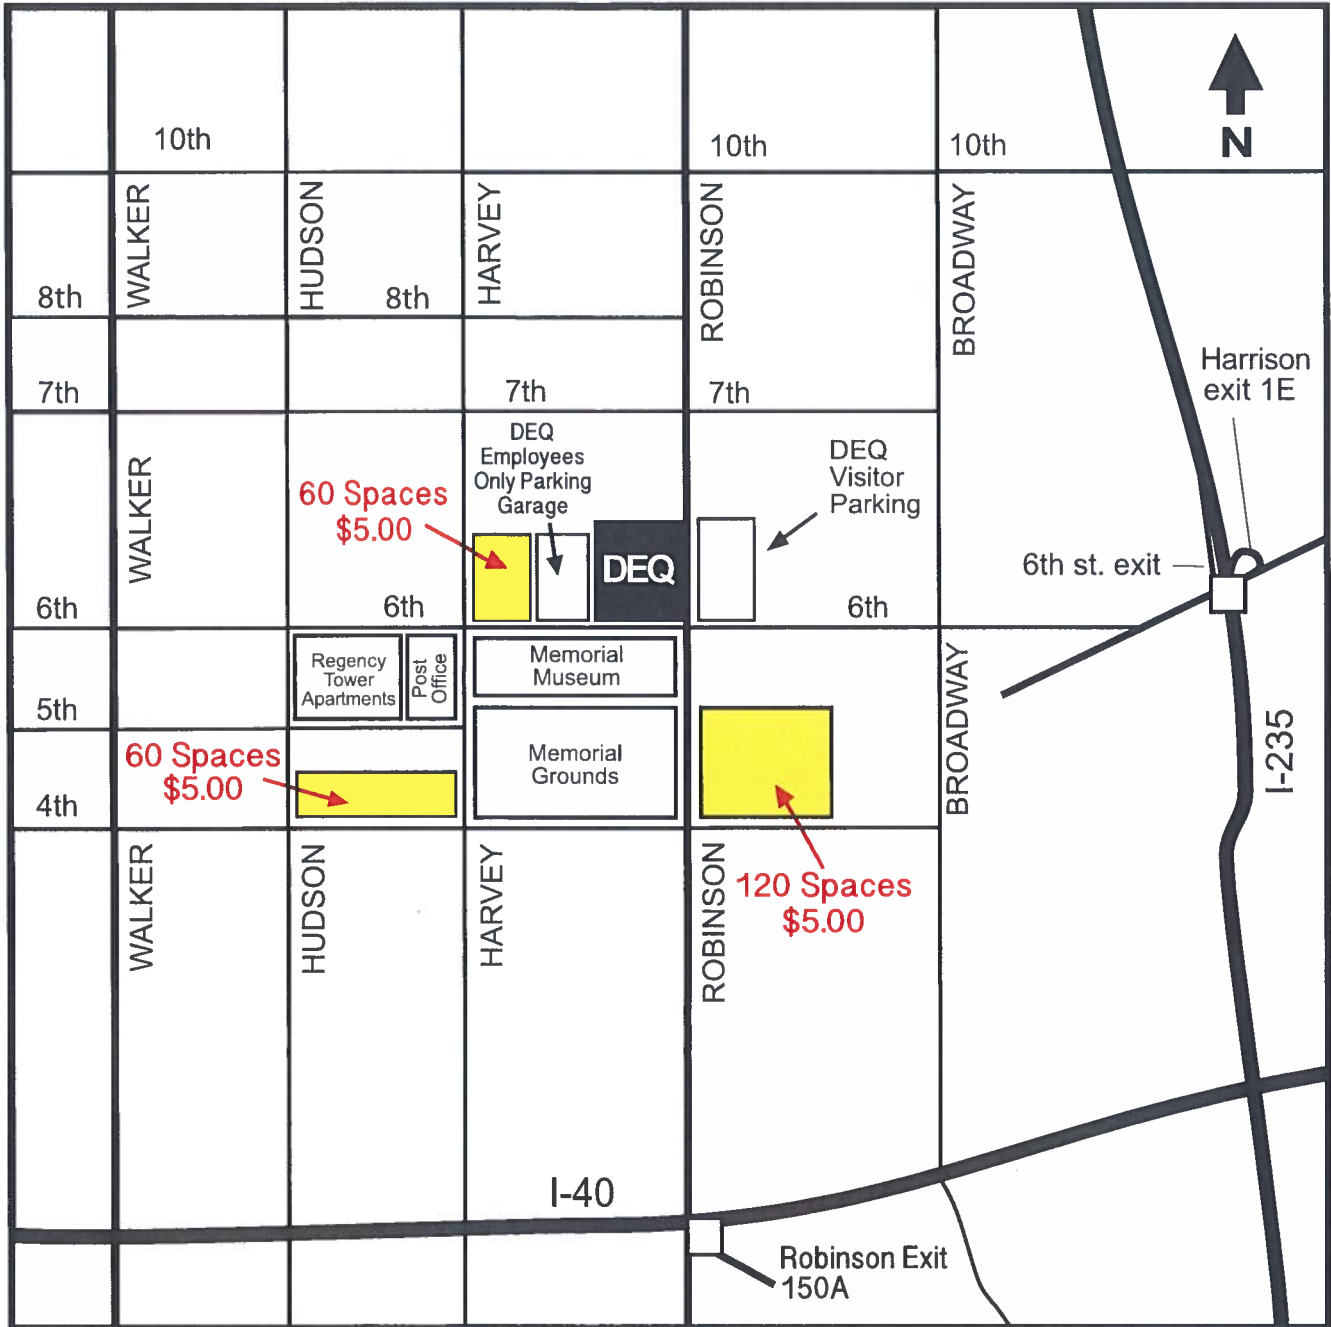 10th
10th
10th
N
WALKER
HUDSON
HARVEY
ROBINSON
BROADWAY
8th
8th
Harrison
exit 1E
7th
7th
7th
DEQ
Employees
Only Parking
Garage
DEQ
Visitor
Parking
WALKER
60 Spaces
$5.00
DEQ
6th st. exit
6th
6th
6th
Regency
Tower
Apartments
Post
Office
Memorial
Museum
BROADWAY
5th
I-235
60 Spaces
$5.00
Memorial
Grounds
4th
WALKER
HUDSON
HARVEY
ROBINSON
120 Spaces
$5.00
I-40
Robinson Exit
150A